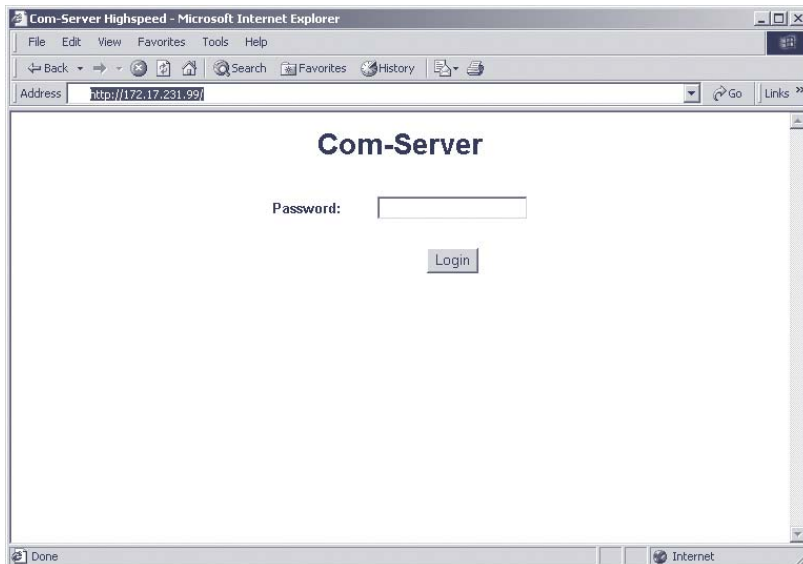 Com-Server Highspeed - Microsoft Internet Explorer
File Edit View Favorites Tools Help
Back Search Favorites History
Address http://172.17.231.99/ Go Links »
Com-Server
Password:
Login
Done Internet